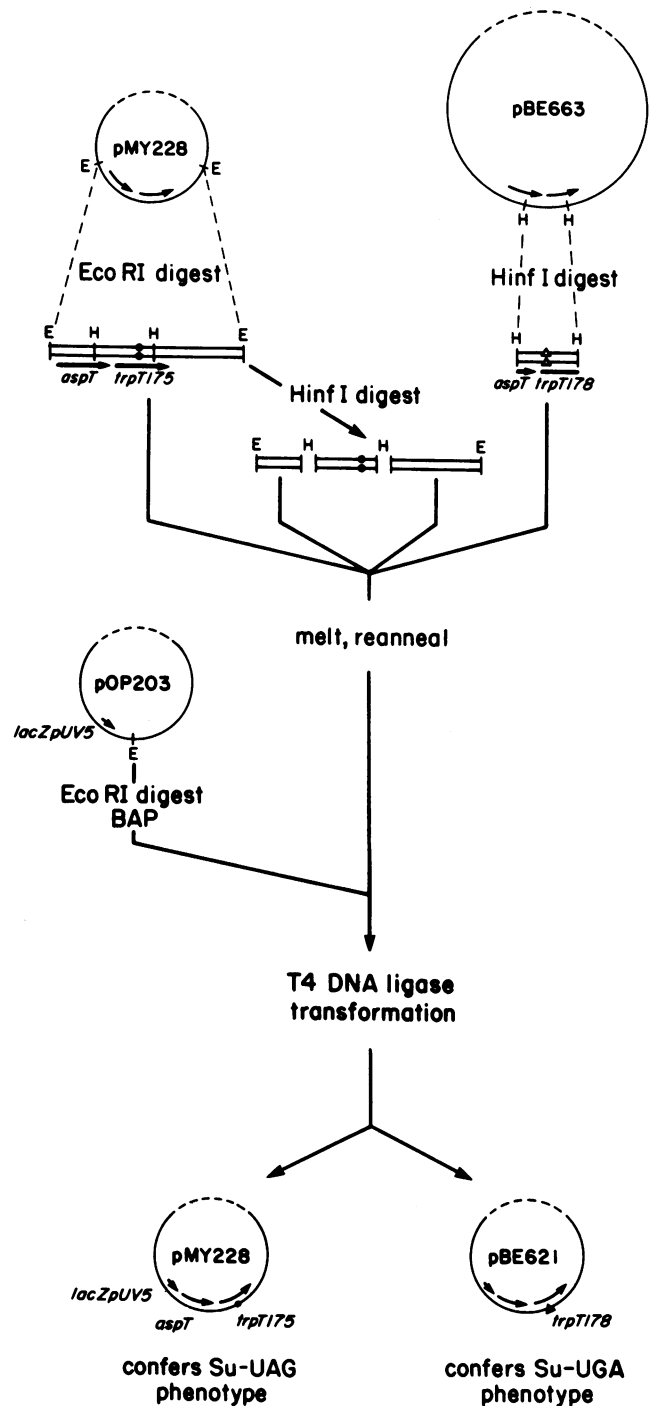 pMY228
E
E
pBE663
H
H
Eco RI digest
Hinf I digest
E
H
H
E
aspT
trpT175
H
H
aspT
trpT178
Hinf I digest
E
H
H
E
melt, reanneal
pOP203
lacZpUV5
E
Eco RI digest
BAP
T4 DNA ligase
transformation
pMY228
lacZpUV5
aspT
trpT175
confers Su-UAG
phenotype
pBE621
trpT178
confers Su-UGA
phenotype